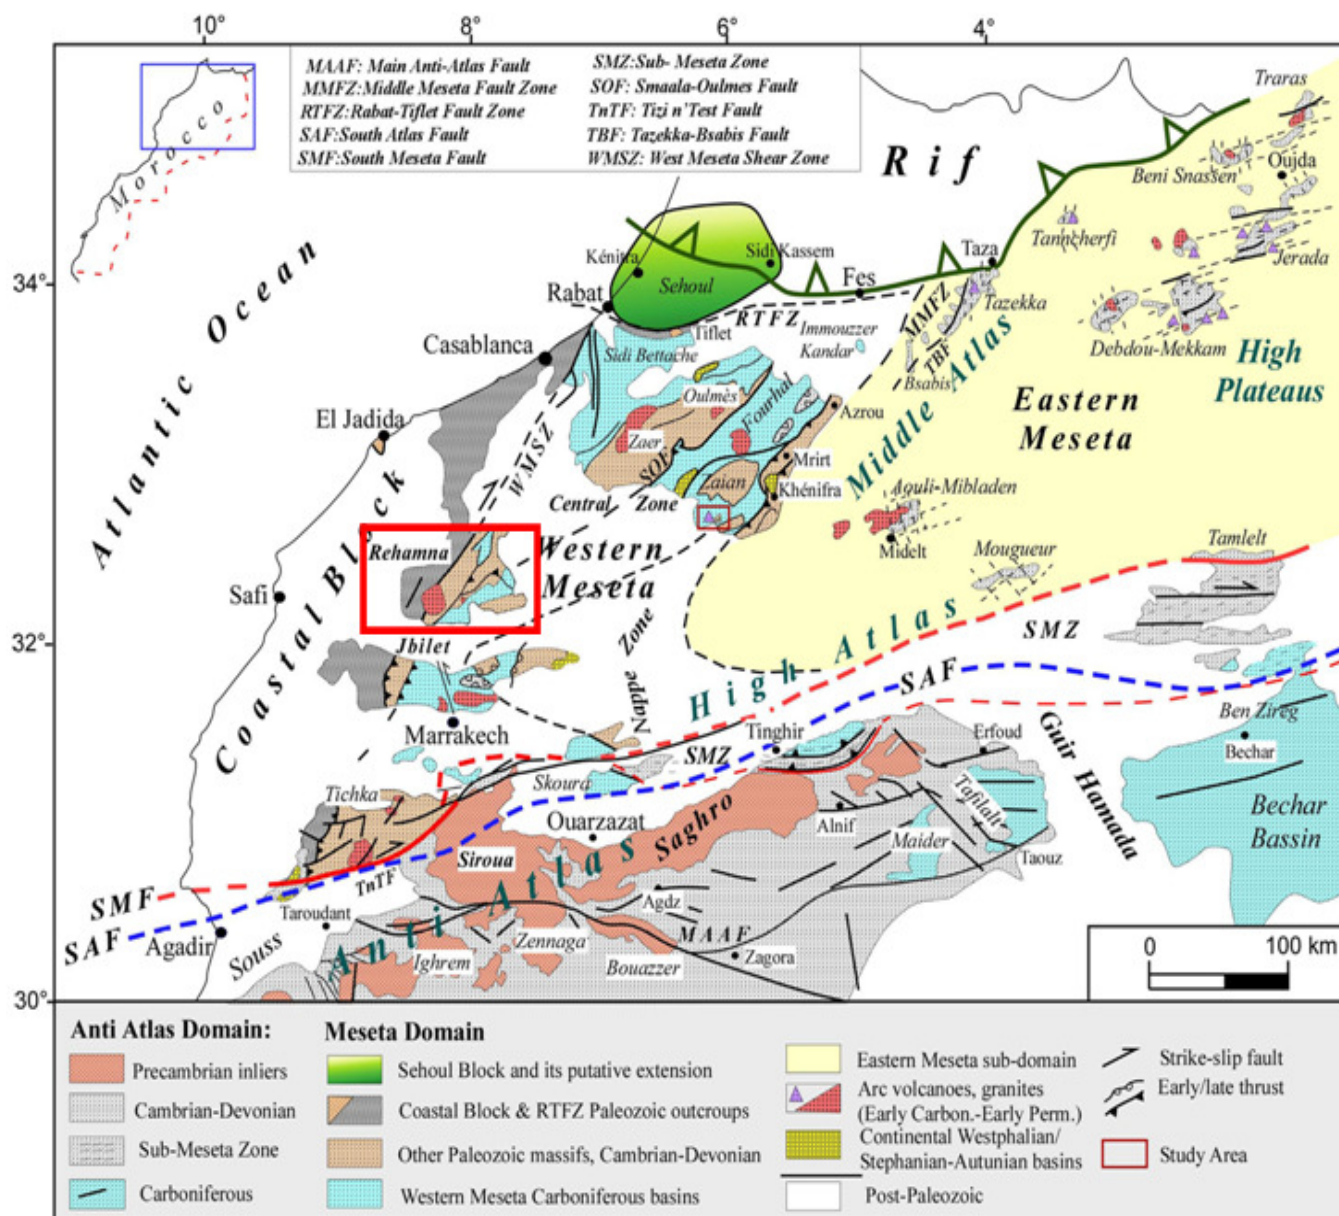 10°
6°
4°
MAAF: Main Anti-Atlas Fault
MMFZ:Middle Meseta Fault Zone
RTFZ:Rabat-Tiflet Fault Zone
SAF:South Atlas Fault
SMF:South Meseta Fault
SMZ:Sub- Meseta Zone
SOF: Smaala-Oulmes Fault
TnTF: Tizi n'Test Fault
TBF: Tazekka-Bsabis Fault
WMSZ: West Meseta Shear Zone
Morocco
Rif
Traras
Oujda
Beni Snassen
Tanncherfi
Jerada
Taza
Tazekka
Debdou-Mekkam
High
Plateaus
34°
Atlantic Ocean
Kénitra
Sidi Kassem
Sehoul
Rabat
Fes
RTFZ
Tiflet
MMFZ
TBF
Bsabis
Immouzzer
Kandar
Casablanca
Sidi Bettache
Oulmès
Fourhal
Azrou
Zaer
SOF
Zaian
Mrirt
Khénifra
Middle Atlas
Eastern
Meseta
El Jadida
WMSZ
Central Zone
Aouli-Mibladen
Midelt
Mougueur
Tamlelt
Coastal Block
Rehamna
Western
Meseta
Safi
32°
Jbilet
Nappe Zone
High Atlas
SMZ
SAF
Marrakech
Skoura
SMZ
Tinghir
Erfoud
Guir Hamada
Ben Zireg
Bechar
Bechar
Bassin
Tichka
Ouarzazat
Saghro
Alnif
Tafilalt
Maider
Taouz
Siroua
TnTF
SMF
SAF
Agadir
Taroudant
Souss
Anti Atlas
Agdz
MAAF
Zagora
Ighrem
Zennaga
Bouazzer
30°
0 100 km
Anti Atlas Domain:
Precambrian inliers
Cambrian-Devonian
Sub-Meseta Zone
Carboniferous
Meseta Domain
Sehoul Block and its putative extension
Coastal Block & RTFZ Paleozoic outcroups
Other Paleozoic massifs, Cambrian-Devonian
Western Meseta Carboniferous basins
Eastern Meseta sub-domain
Arc volcanoes, granites
(Early Carbon.-Early Perm.)
Continental Westphalian/
Stephanian-Autunian basins
Post-Paleozoic
Strike-slip fault
Early/late thrust
Study Area